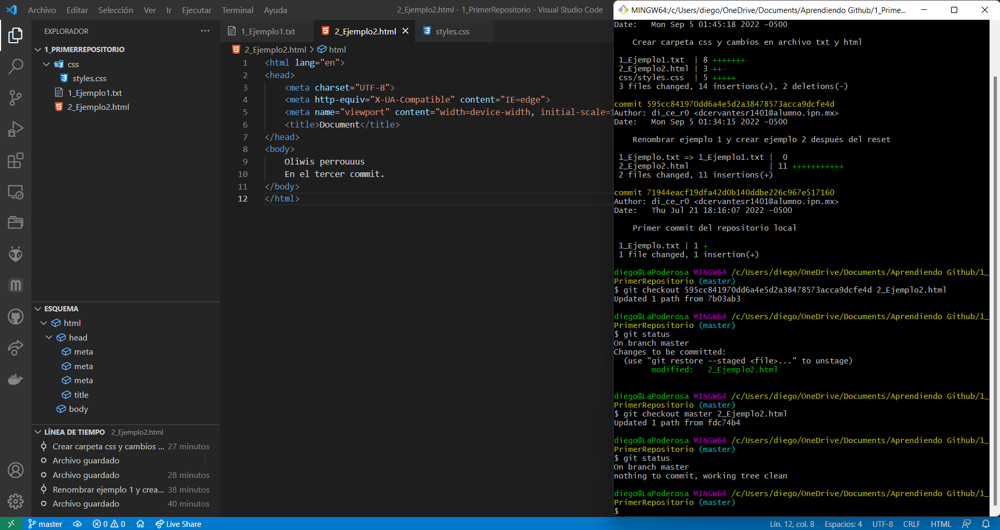 Archivo Editar Selección Ver Ir Ejecutar Terminal Ayuda
2_Ejemplo2.html - 1_PrimerRepositorio - Visual Studio Code
EXPLORADOR
1_PRIMERREPOSITORIO
css
styles.css
1_Ejemplo1.txt
2_Ejemplo2.html
ESQUEMA
html
head
meta
meta
meta
title
body
LÍNEA DE TIEMPO 2_Ejemplo2.html
Crear carpeta css y cambios ... 27 minutos
Archivo guardado
Archivo guardado 28 minutos
Renombrar ejemplo 1 y crea... 38 minutos
Archivo guardado 40 minutos
1_Ejemplo1.txt 2_Ejemplo2.html styles.css
2_Ejemplo2.html > html
1 <html lang="en">
2 <head>
3 <meta charset="UTF-8">
4 <meta http-equiv="X-UA-Compatible" content="IE=edge">
5 <meta name="viewport" content="width=device-width, initial-scale=1
6 <title>Document</title>
7 </head>
8 <body>
9 Oliwis perrouuus
10 En el tercer commit.
11 </body>
12 </html>
MINGW64:/c/Users/diego/OneDrive/Documents/Aprendiendo Github/1_Prime...
Date: Mon Sep 5 01:45:18 2022 -0500
Crear carpeta css y cambios en archivo txt y html
1_Ejemplo1.txt | 8 +++++++-
2_Ejemplo2.html | 3 ++-
css/styles.css | 5 +++++
3 files changed, 14 insertions(+), 2 deletions(-)
commit 595cc841970dd6a4e5d2a38478573acca9dcfe4d
Author: di_ce_r0 <dcervantesr1401@alumno.ipn.mx>
Date: Mon Sep 5 01:34:15 2022 -0500
Renombrar ejemplo 1 y crear ejemplo 2 después del reset
1_Ejemplo.txt => 1_Ejemplo1.txt | 0
2_Ejemplo2.html | 11 +++++++++++
2 files changed, 11 insertions(+)
commit 71944eacf19dfa42d0b140ddbe226c967e517160
Author: di_ce_r0 <dcervantesr1401@alumno.ipn.mx>
Date: Thu Jul 21 18:16:07 2022 -0500
Primer commit del repositorio local
1_Ejemplo.txt | 1 +
1 file changed, 1 insertion(+)
diego@LaPoderosa MINGW64 /c/Users/diego/OneDrive/Documents/Aprendiendo Github/1_
PrimerRepositorio (master)
$ git checkout 595cc841970dd6a4e5d2a38478573acca9dcfe4d 2_Ejemplo2.html
Updated 1 path from 7b03ab3
diego@LaPoderosa MINGW64 /c/Users/diego/OneDrive/Documents/Aprendiendo Github/1_
PrimerRepositorio (master)
$ git status
On branch master
Changes to be committed:
(use "git restore --staged <file>..." to unstage)
modified: 2_Ejemplo2.html
diego@LaPoderosa MINGW64 /c/Users/diego/OneDrive/Documents/Aprendiendo Github/1_
PrimerRepositorio (master)
$ git checkout master 2_Ejemplo2.html
Updated 1 path from fdc74b4
diego@LaPoderosa MINGW64 /c/Users/diego/OneDrive/Documents/Aprendiendo Github/1_
PrimerRepositorio (master)
$ git status
On branch master
nothing to commit, working tree clean
diego@LaPoderosa MINGW64 /c/Users/diego/OneDrive/Documents/Aprendiendo Github/1_
PrimerRepositorio (master)
$
master 0 0 Live Share
Lín. 12, col. 8 Espacios: 4 UTF-8 CRLF HTML